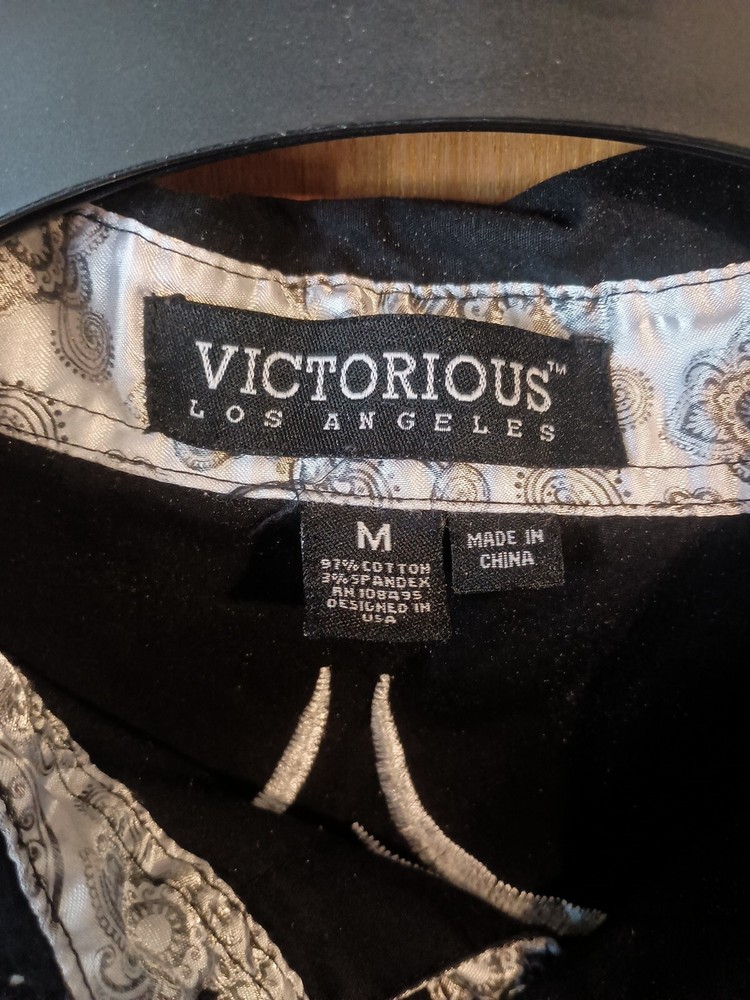 VICTORIOUS™
LOS ANGELES
M
97% COTTON
3% SPANDEX
RN 108495
DESIGNED IN
USA
MADE IN
CHINA